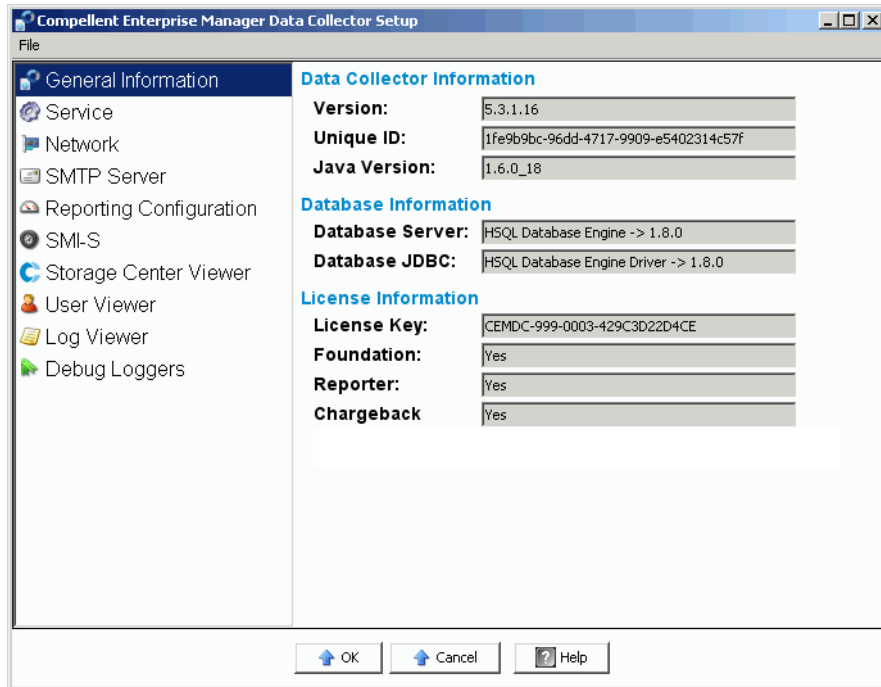 Compellent Enterprise Manager Data Collector Setup
File
General Information
Service
Network
SMTP Server
Reporting Configuration
SMI-S
Storage Center Viewer
User Viewer
Log Viewer
Debug Loggers
Data Collector Information
Version: 5.3.1.16
Unique ID: 1fe9b9bc-96dd-4717-9909-e5402314c57f
Java Version: 1.6.0_18
Database Information
Database Server: HSQL Database Engine -> 1.8.0
Database JDBC: HSQL Database Engine Driver -> 1.8.0
License Information
License Key: CEMDC-999-0003-429C3D22D4CE
Foundation: Yes
Reporter: Yes
Chargeback Yes
OK Cancel ? Help